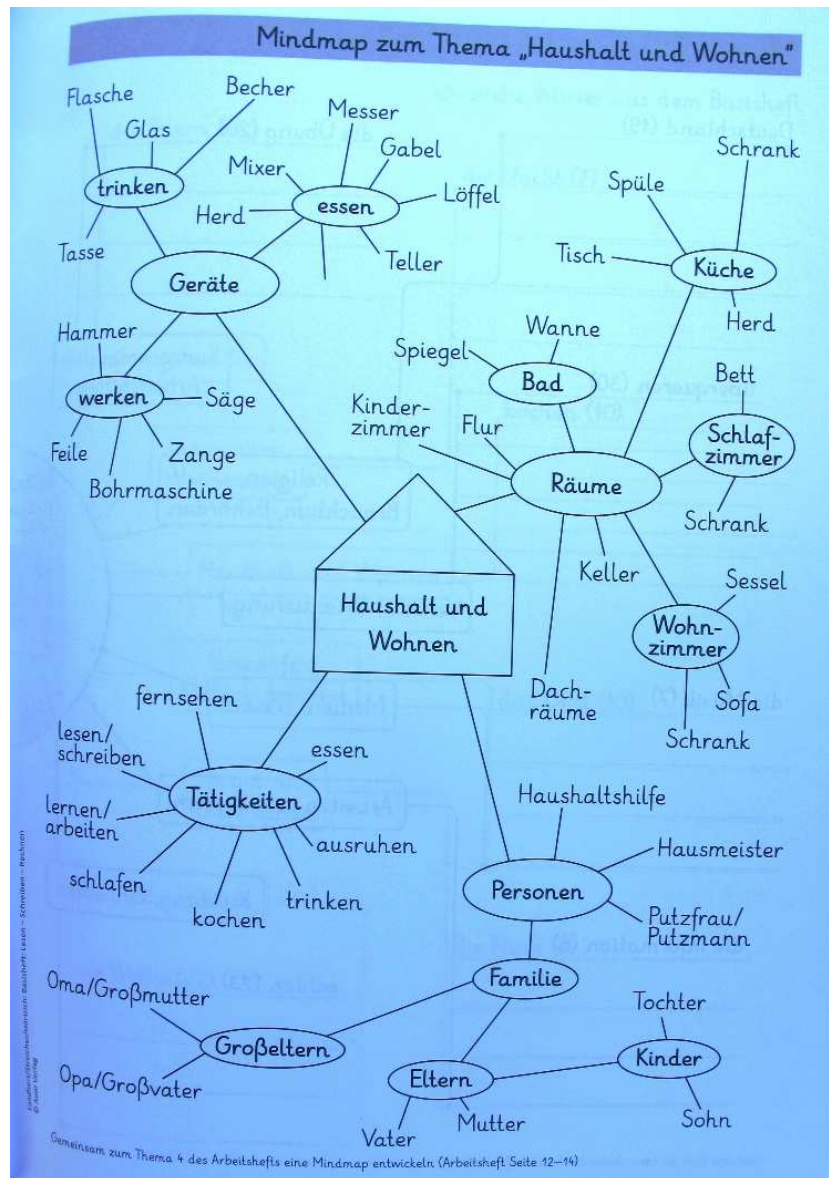 Mindmap zum Thema „Haushalt und Wohnen"
Flasche
Becher
Glas
trinken
Tasse
Messer
Gabel
Mixer
essen
Löffel
Herd
Teller
Geräte
Hammer
werken
Säge
Feile
Zange
Bohrmaschine
Schrank
Spüle
Tisch
Küche
Herd
Wanne
Spiegel
Bad
Bett
Schlaf-
zimmer
Schrank
Kinder-
zimmer
Flur
Räume
Keller
Sessel
Wohn-
zimmer
Sofa
Schrank
Dach-
räume
Haushalt und
Wohnen
fernsehen
lesen/
schreiben
essen
Tätigkeiten
lernen/
arbeiten
ausruhen
schlafen
trinken
kochen
Haushaltshilfe
Hausmeister
Personen
Putzfrau/
Putzmann
Familie
Oma/Großmutter
Großeltern
Opa/Großvater
Tochter
Kinder
Eltern
Sohn
Mutter
Vater
Gemeinsam zum Thema 4 des Arbeitshefts eine Mindmap entwickeln (Arbeitsheft Seite 12–14)